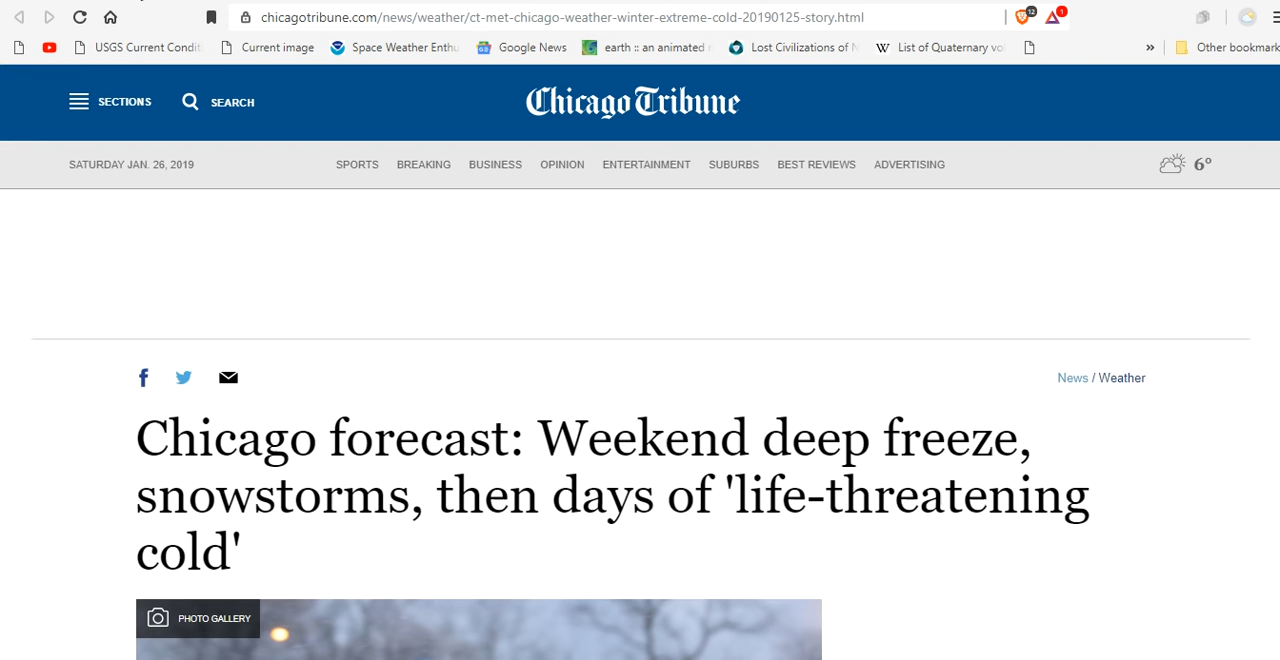 chicagotribune.com/news/weather/ct-met-chicago-weather-winter-extreme-cold-20190125-story.html 12 1
USGS Current Condit Current image Space Weather Enthu Google News earth :: an animated Lost Civilizations of N List of Quaternary vo » Other bookmark
SECTIONS SEARCH Chicago Tribune
SATURDAY JAN. 26, 2019 SPORTS BREAKING BUSINESS OPINION ENTERTAINMENT SUBURBS BEST REVIEWS ADVERTISING 6°
News / Weather
Chicago forecast: Weekend deep freeze,
snowstorms, then days of 'life-threatening
cold'
PHOTO GALLERY